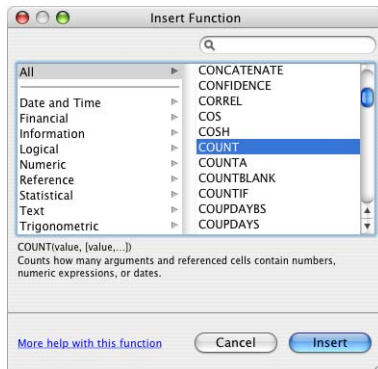 Insert Function
All
Date and Time
Financial
Information
Logical
Numeric
Reference
Statistical
Text
Trigonometric
CONCATENATE
CONFIDENCE
CORREL
COS
COSH
COUNT
COUNTA
COUNTBLANK
COUNTIF
COUPDAYBS
COUPDAYS
COUNT(value, [value,...])
Counts how many arguments and referenced cells contain numbers,
numeric expressions, or dates.
More help with this function
Cancel
Insert